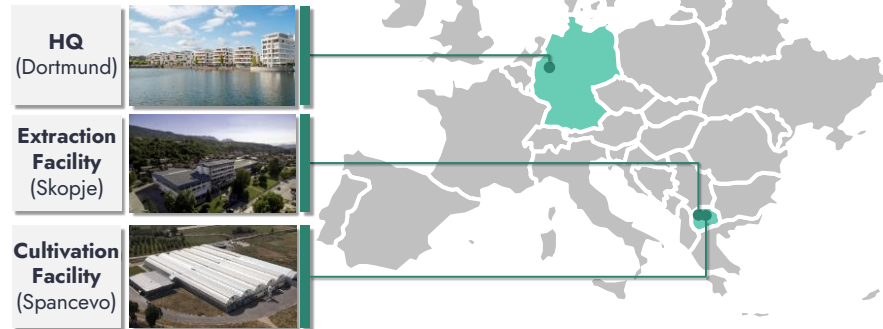 HQ
(Dortmund)
Extraction
Facility
(Skopje)
Cultivation
Facility
(Spancevo)